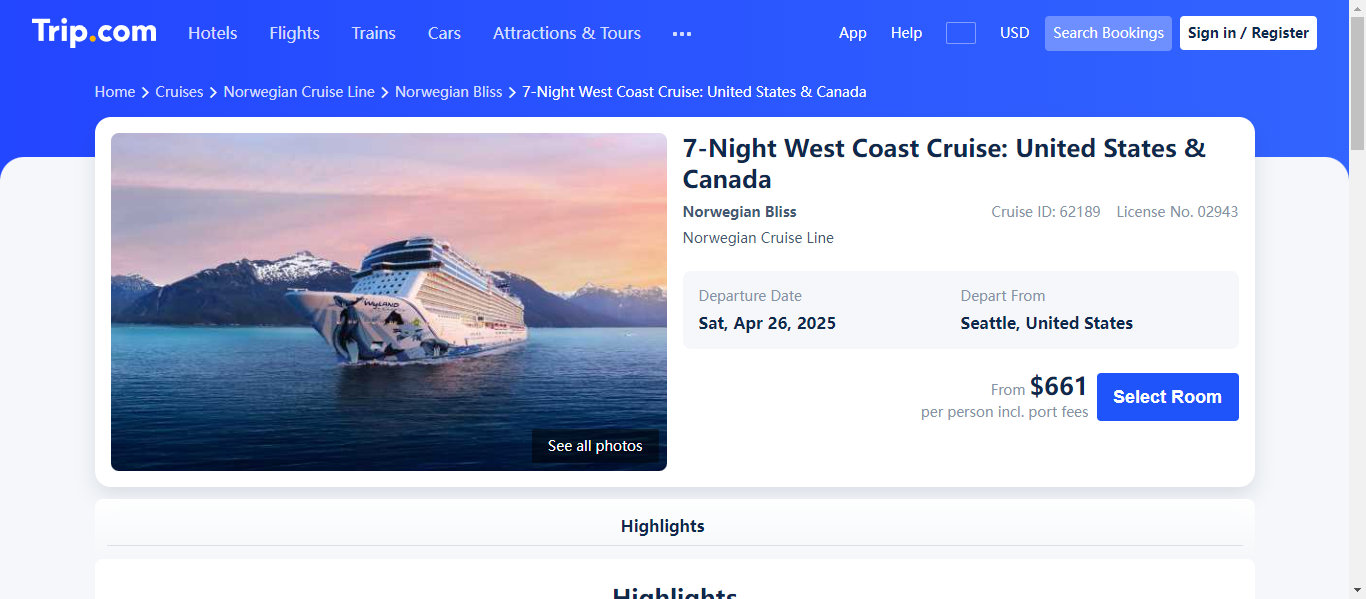 Trip.com
Hotels
Flights
Trains
Cars
Attractions & Tours
App
Help
USD
Search Bookings
Sign in / Register
Home > Cruises > Norwegian Cruise Line > Norwegian Bliss > 7-Night West Coast Cruise: United States & Canada
See all photos
7-Night West Coast Cruise: United States &
Canada
Norwegian Bliss
Cruise ID: 62189
License No. 02943
Norwegian Cruise Line
Departure Date
Sat, Apr 26, 2025
Depart From
Seattle, United States
From $661
per person incl. port fees
Select Room
Highlights
Highlights